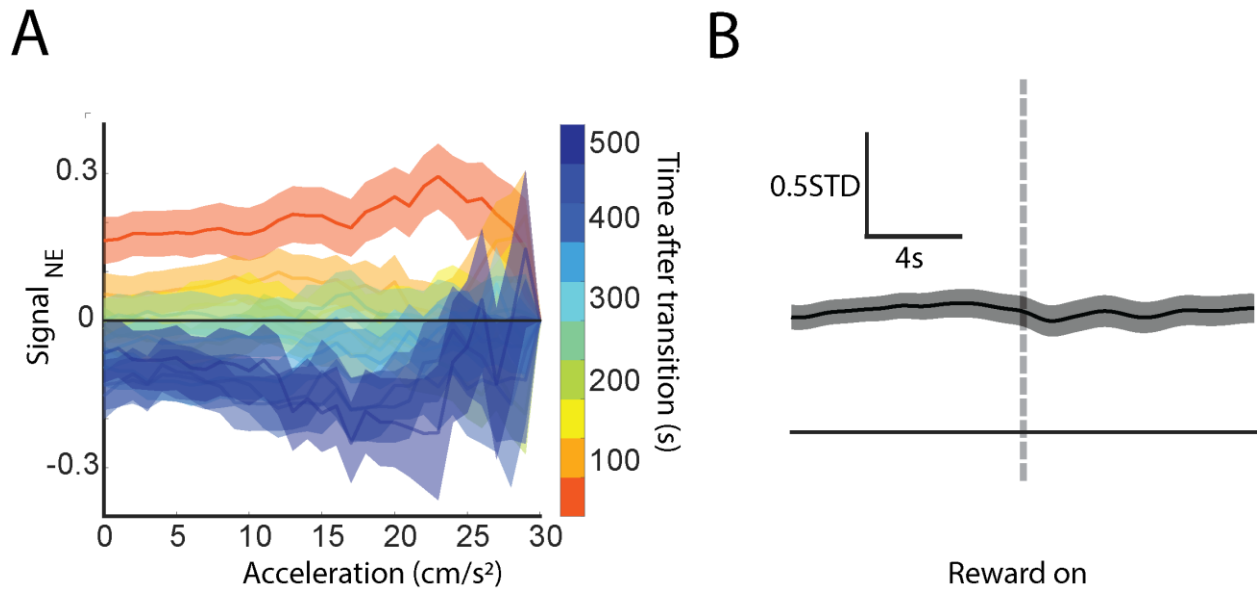 A
B
0.3
0
-0.3
Signal NE
0
5
10
15
20
25
30
Acceleration (cm/s²)
500
400
300
200
100
Time after transition (s)
0.5STD
4s
Reward on